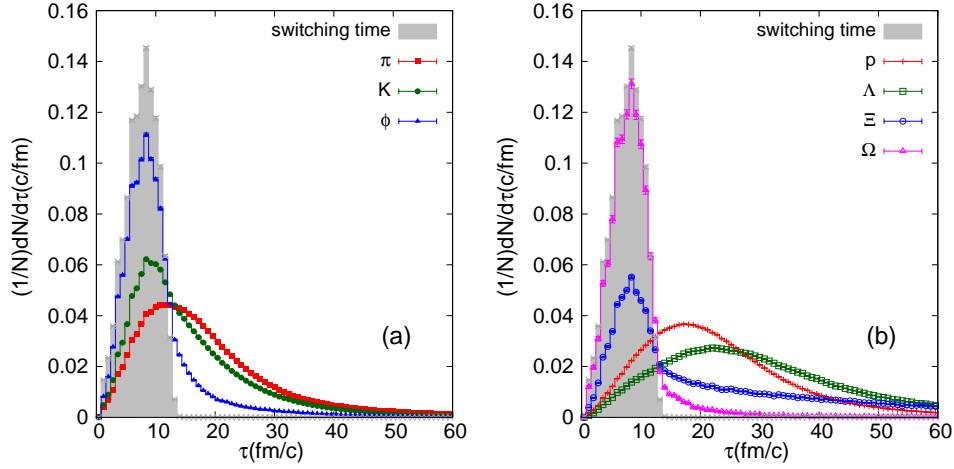 (1/N)dN/dτ(c/fm)
0.16
0.14
0.12
0.1
0.08
0.06
0.04
0.02
0
switching time
π
K
ϕ
(a)
0 10 20 30 40 50 60
τ(fm/c)
(1/N)dN/dτ(c/fm)
0.16
0.14
0.12
0.1
0.08
0.06
0.04
0.02
0
switching time
p
Λ
Ξ
Ω
(b)
0 10 20 30 40 50 60
τ(fm/c)